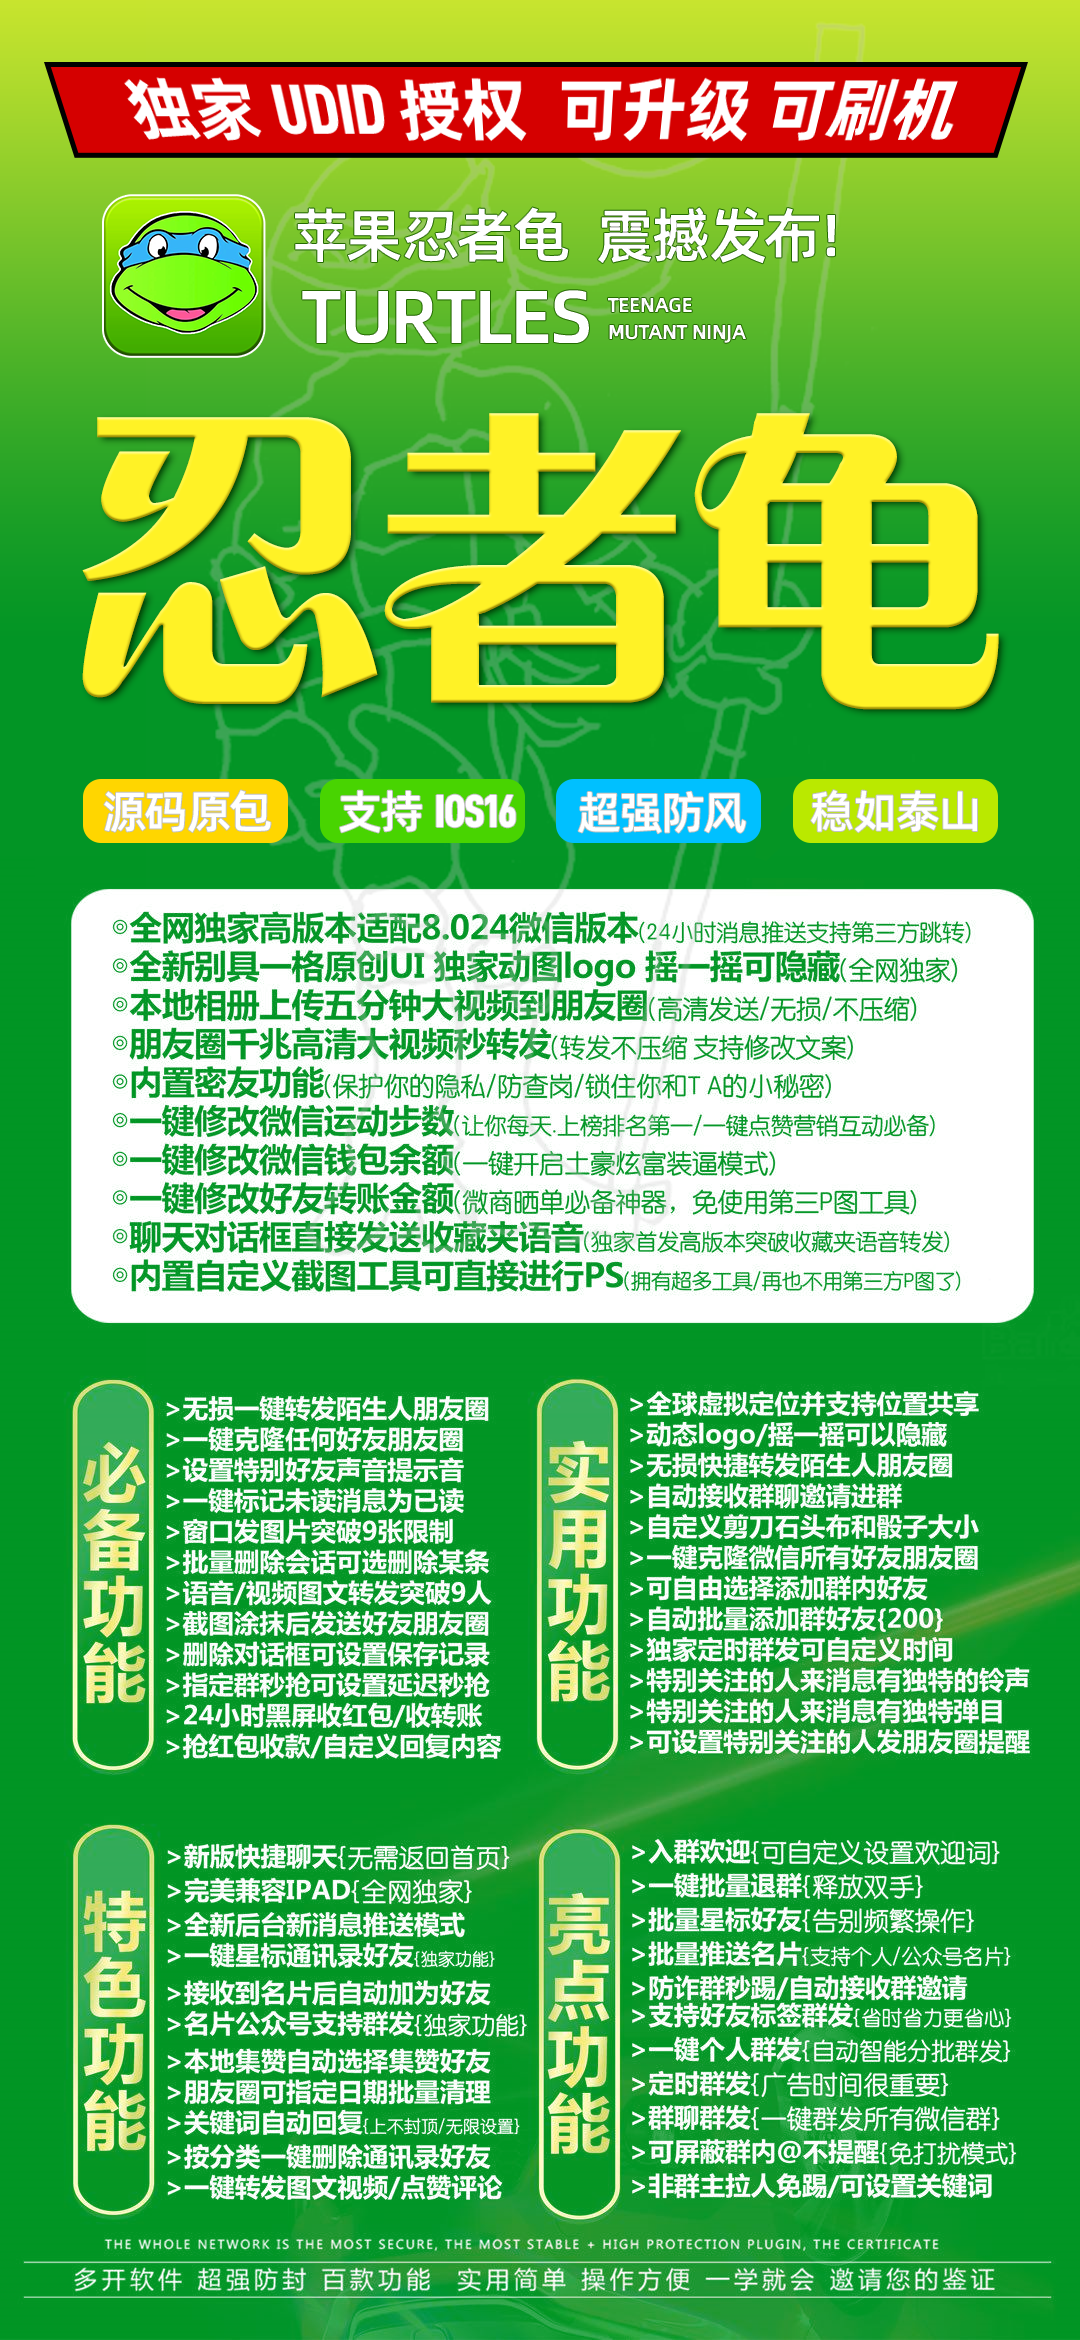 独家 UDID 授权 可升级 可刷机
苹果忍者龟 震撼发布!
TURTLES TEENAGE
MUTANT NINJA
忍者龟
源码原包 支持 IOS16 超强防风 稳如泰山
◎全网独家高版本适配8.024微信版本(24小时消息推送支持第三方跳转)
◎全新别具一格原创UI 独家动图logo 摇一摇可隐藏(全网独家)
◎本地相册上传五分钟大视频到朋友圈(高清发送/无损/不压缩)
◎朋友圈千兆高清大视频秒转发(转发不压缩 支持修改文案)
◎内置密友功能(保护你的隐私/防查岗/锁住你和T A的小秘密)
◎一键修改微信运动步数(让你每天.上榜排名第一/一键点赞营销互动必备)
◎一键修改微信钱包余额(一键开启土豪炫富装逼模式)
◎一键修改好友转账金额(微商晒单必备神器，免使用第三P图工具)
◎聊天对话框直接发送收藏夹语音(独家首发高版本突破收藏夹语音转发)
◎内置自定义截图工具可直接进行PS(拥有超多工具/再也不用第三方P图了)
必备功能
>无损一键转发陌生人朋友圈
>一键克隆任何好友朋友圈
>设置特别好友声音提示音
>一键标记未读消息为已读
>窗口发图片突破9张限制
>批量删除会话可选删除某条
>语音/视频图文转发突破9人
>截图涂抹后发送好友朋友圈
>删除对话框可设置保存记录
>指定群秒抢可设置延迟秒抢
>24小时黑屏收红包/收转账
>抢红包收款/自定义回复内容
实用功能
>全球虚拟定位并支持位置共享
>动态logo/摇一摇可以隐藏
>无损快捷转发陌生人朋友圈
>自动接收群聊邀请进群
>自定义剪刀石头布和骰子大小
>一键克隆微信所有好友朋友圈
>可自由选择添加群内好友
>自动批量添加群好友{200}
>独家定时群发可自定义时间
>特别关注的人来消息有独特的铃声
>特别关注的人来消息有独特弹目
>可设置特别关注的人发朋友圈提醒
特色功能
>新版快捷聊天{无需返回首页}
>完美兼容IPAD{全网独家}
>全新后台新消息推送模式
>一键星标通讯录好友{独家功能}
>接收到名片后自动加为好友
>名片公众号支持群发{独家功能}
>本地集赞自动选择集赞好友
>朋友圈可指定日期批量清理
>关键词自动回复{上不封顶/无限设置}
>按分类一键删除通讯录好友
>一键转发图文视频/点赞评论
亮点功能
>入群欢迎{可自定义设置欢迎词}
>一键批量退群{释放双手}
>批量星标好友{告别频繁操作}
>批量推送名片{支持个人/公众号名片}
>防诈群秒踢/自动接收群邀请
>支持好友标签群发{省时省力更省心}
>一键个人群发{自动智能分批群发}
>定时群发{广告时间很重要}
>群聊群发{一键群发所有微信群}
>可屏蔽群内@不提醒{免打扰模式}
>非群主拉人免踢/可设置关键词
THE WHOLE NETWORK IS THE MOST SECURE, THE MOST STABLE + HIGH PROTECTION PLUGIN, THE CERTIFICATE
多开软件 超强防封 百款功能 实用简单 操作方便 一学就会 邀请您的鉴证